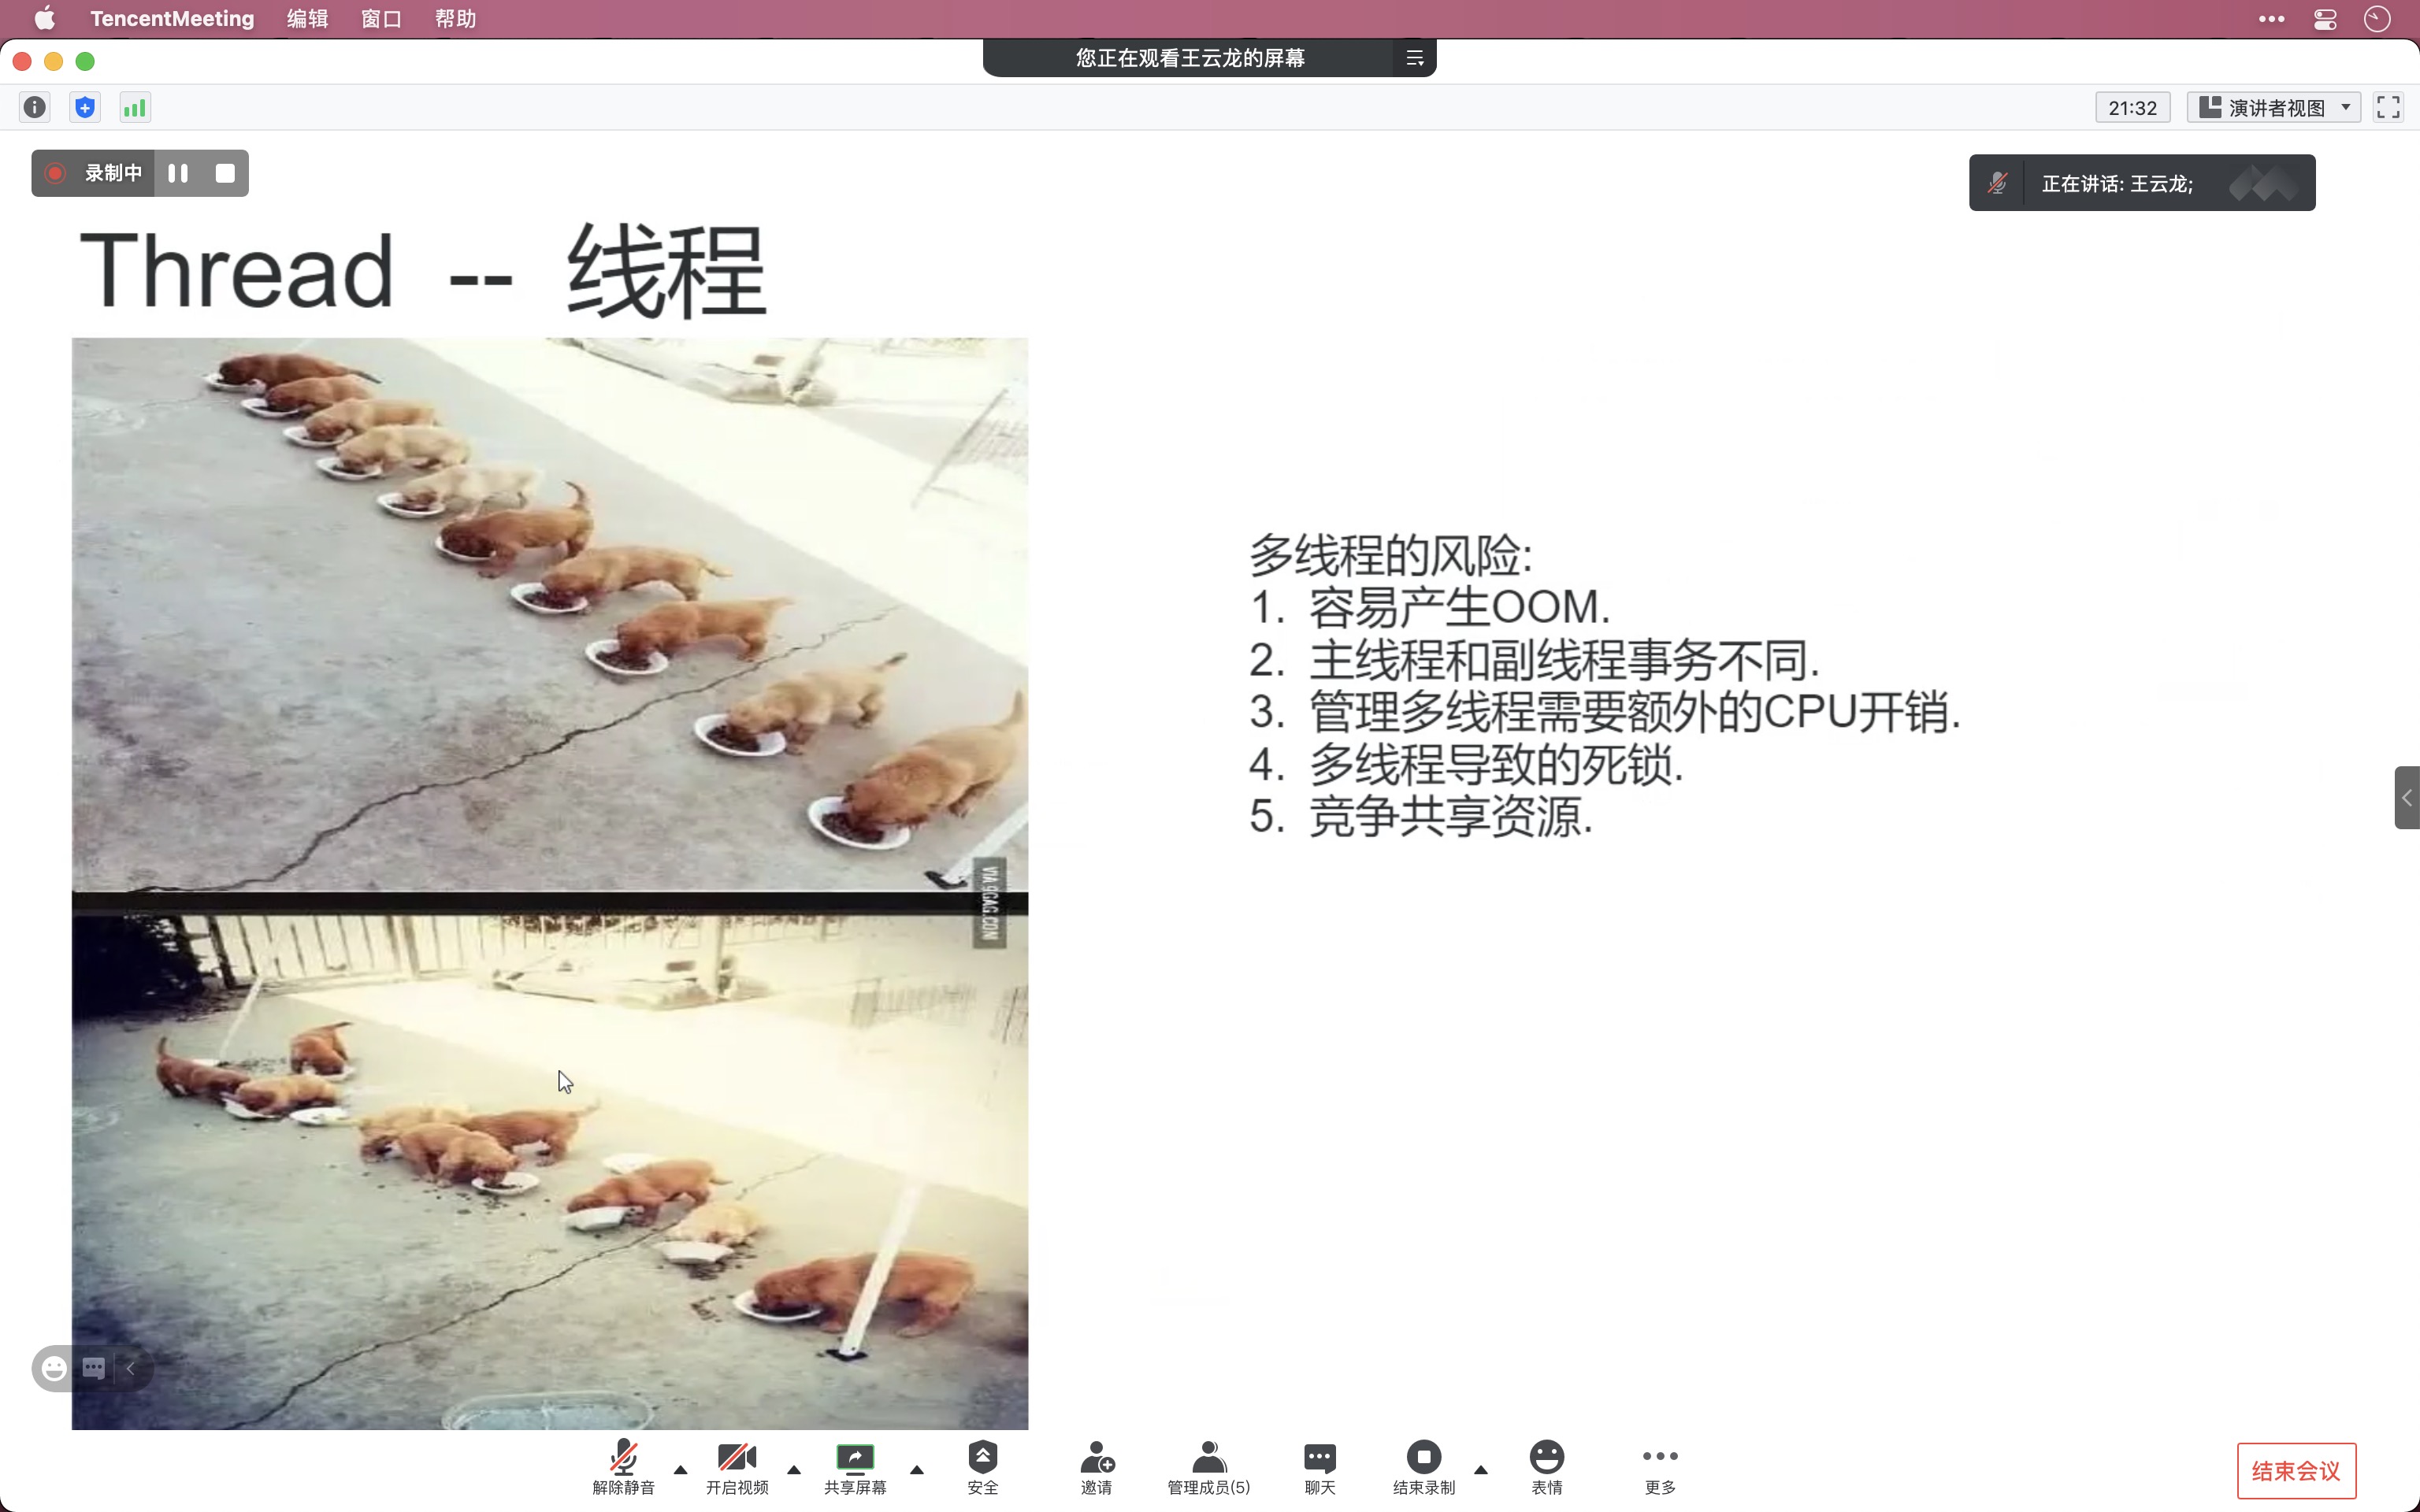 TencentMeeting 编辑 窗口 帮助
您正在观看王云龙的屏幕
21:32 演讲者视图
录制中
正在讲话: 王云龙;
Thread -- 线程
多线程的风险:
1. 容易产生OOM.
2. 主线程和副线程事务不同.
3. 管理多线程需要额外的CPU开销.
4. 多线程导致的死锁.
5. 竞争共享资源.
VIA 9GAG.COM
解除静音 开启视频 共享屏幕 安全 邀请 管理成员(5) 聊天 结束录制 表情 更多
结束会议